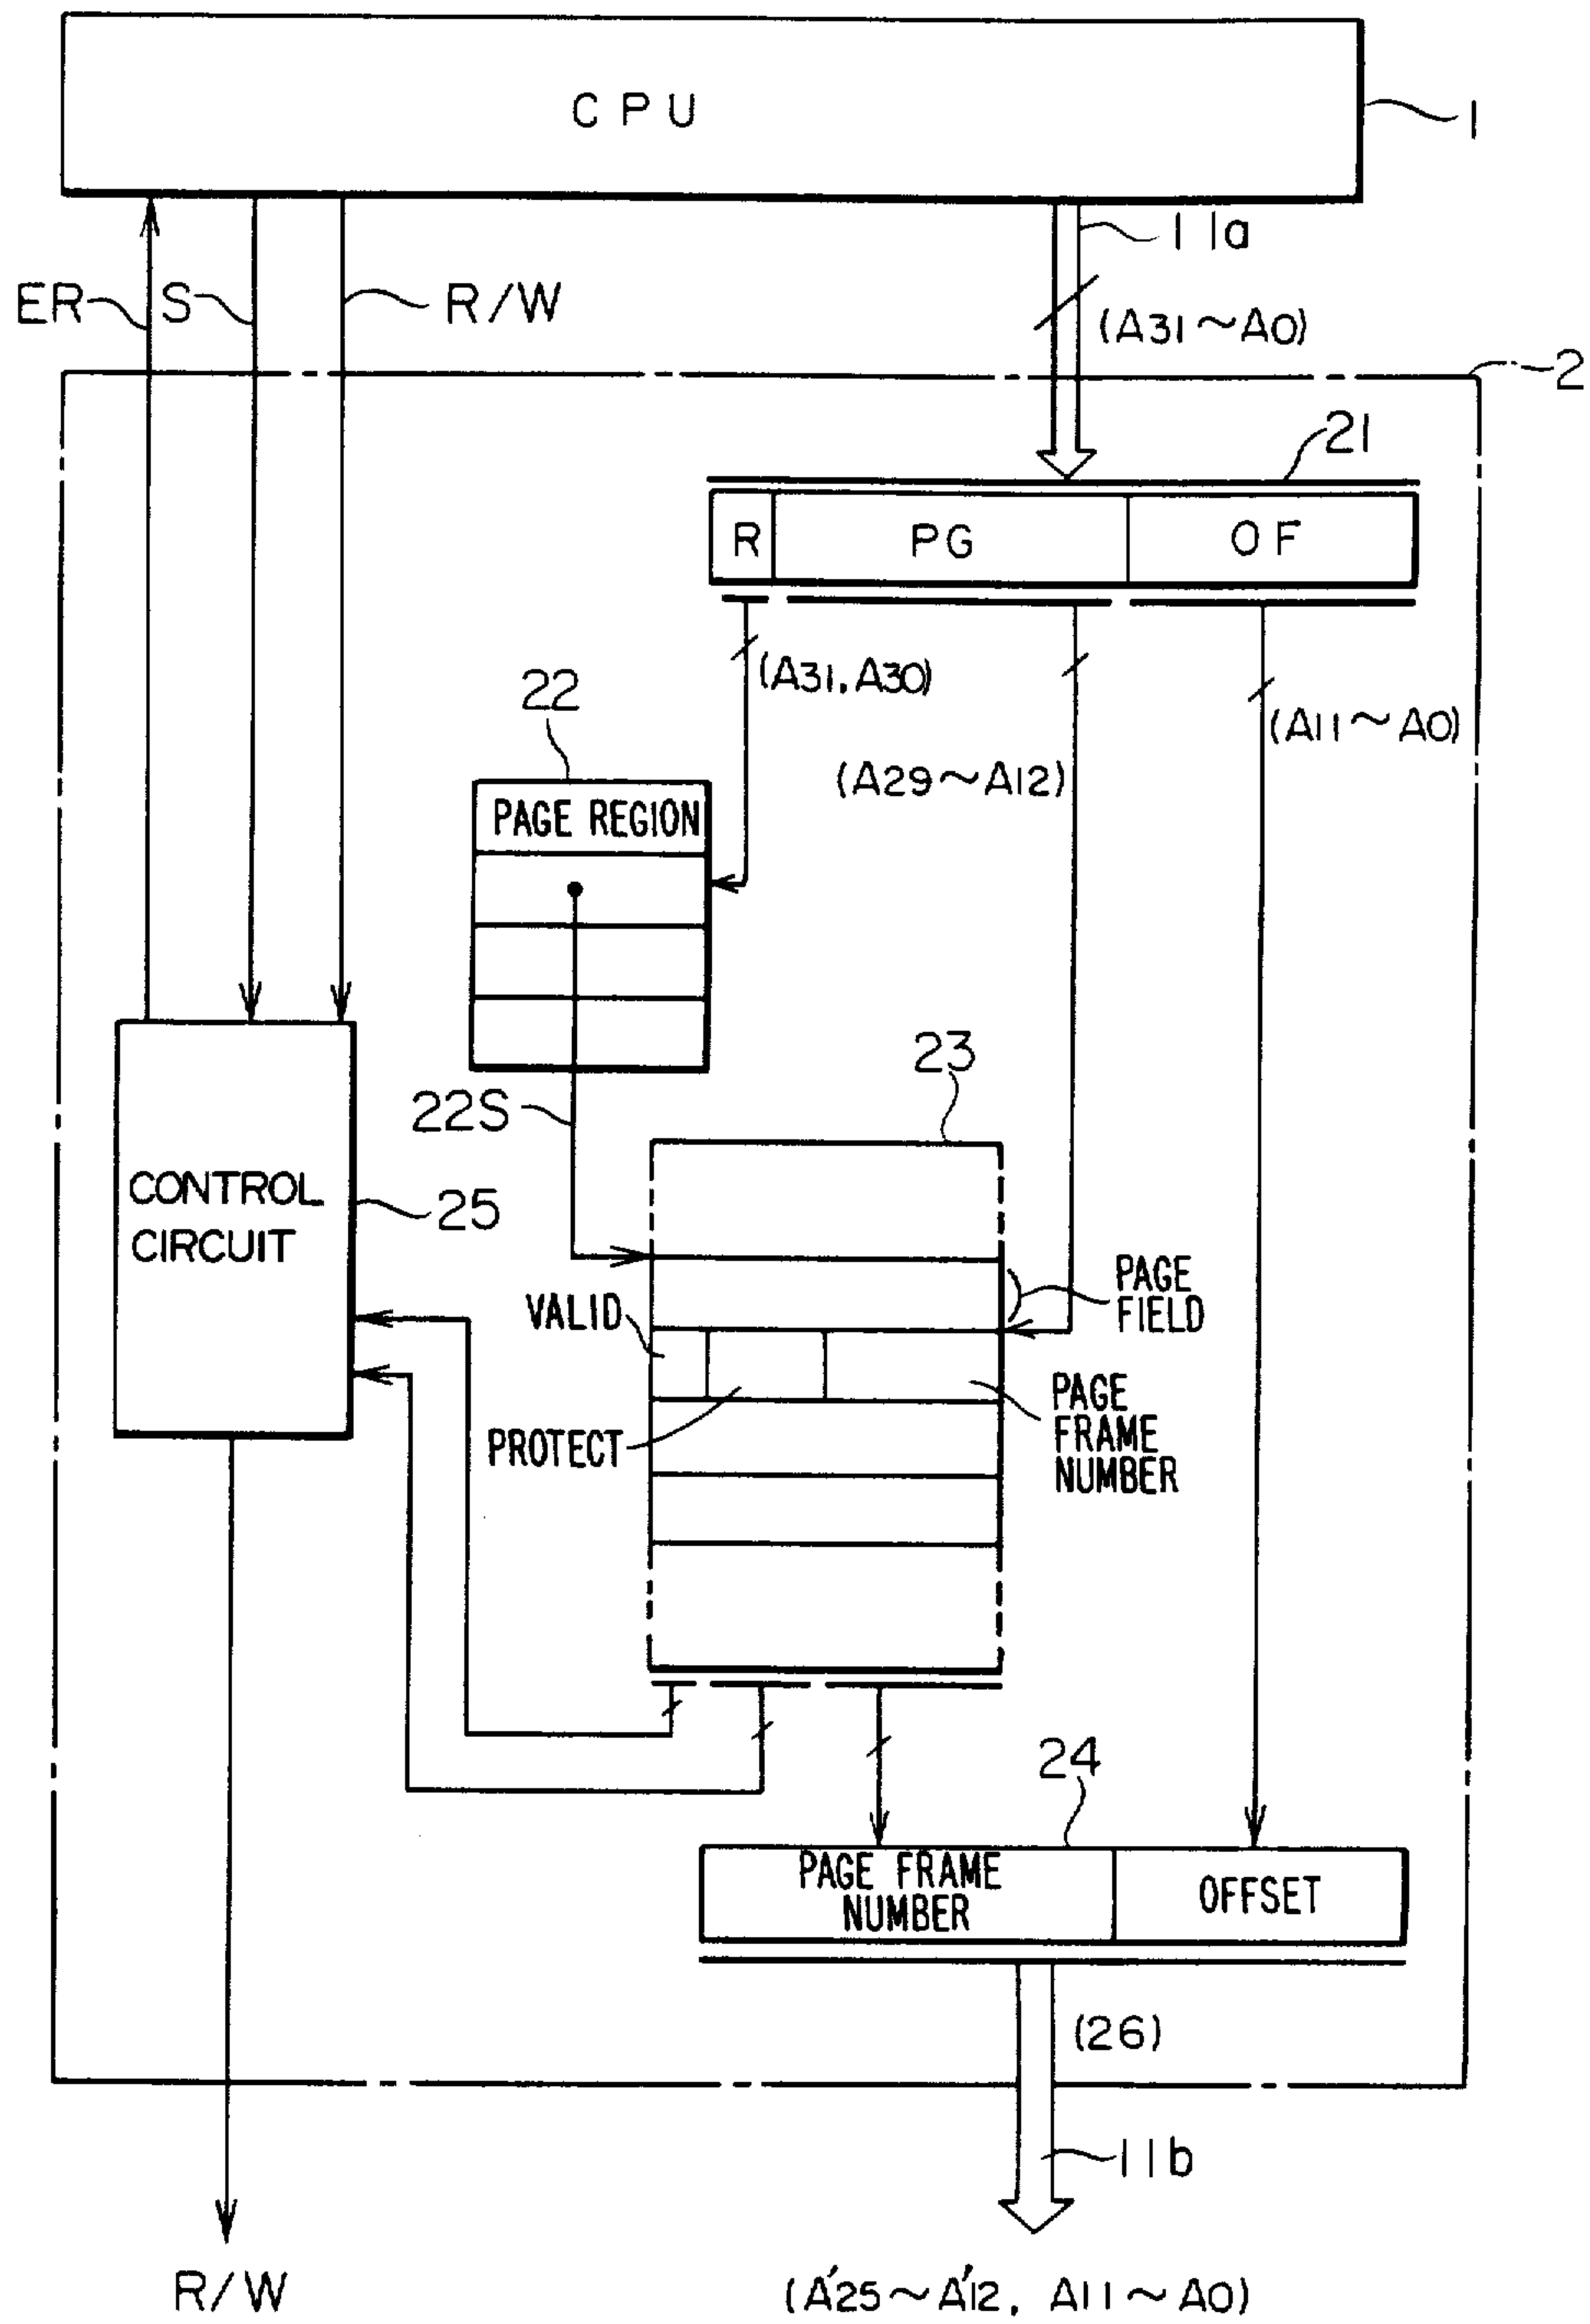 C P U
1
11a
ER
S
R/W
(A31~A0)
2
21
R
PG
OF
(A31, A30)
22
(A11~A0)
(A29~A12)
PAGE REGION
23
22S
CONTROL
CIRCUIT
25
PAGE
FIELD
VALID
PAGE
FRAME
NUMBER
PROTECT
24
PAGE FRAME
NUMBER
OFFSET
(26)
11b
R/W
(A'25~A'12, A11~A0)